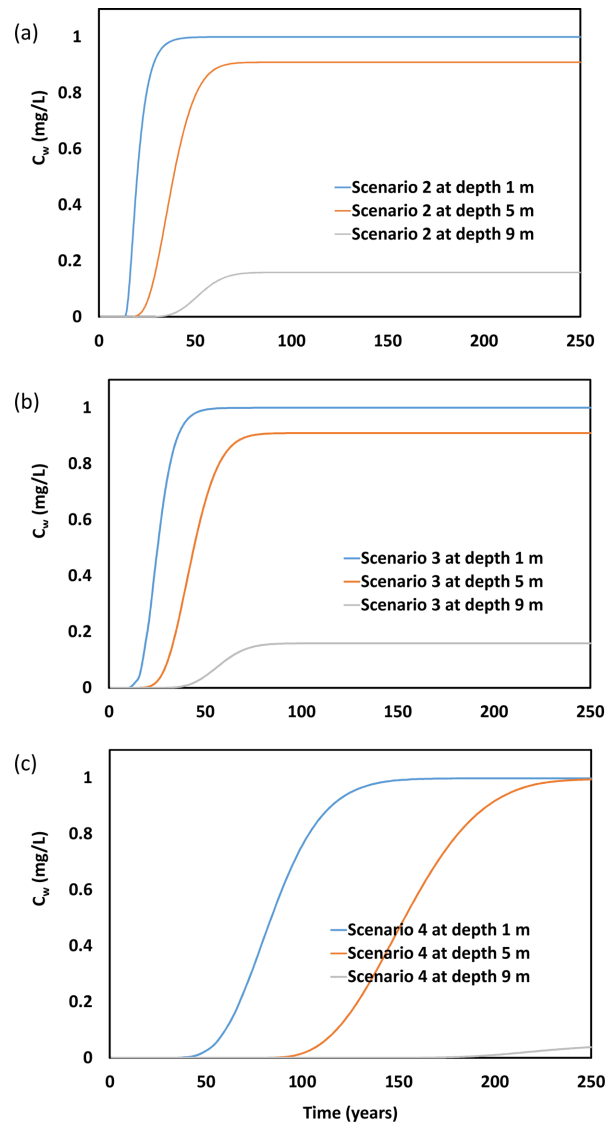 (a)
1
0.8
0.6
0.4
0.2
0
C_w (mg/L)
Scenario 2 at depth 1 m
Scenario 2 at depth 5 m
Scenario 2 at depth 9 m
0 50 100 150 200 250
(b)
1
0.8
0.6
0.4
0.2
0
C_w (mg/L)
Scenario 3 at depth 1 m
Scenario 3 at depth 5 m
Scenario 3 at depth 9 m
0 50 100 150 200 250
(c)
1
0.8
0.6
0.4
0.2
0
C_w (mg/L)
Scenario 4 at depth 1 m
Scenario 4 at depth 5 m
Scenario 4 at depth 9 m
0 50 100 150 200 250
Time (years)